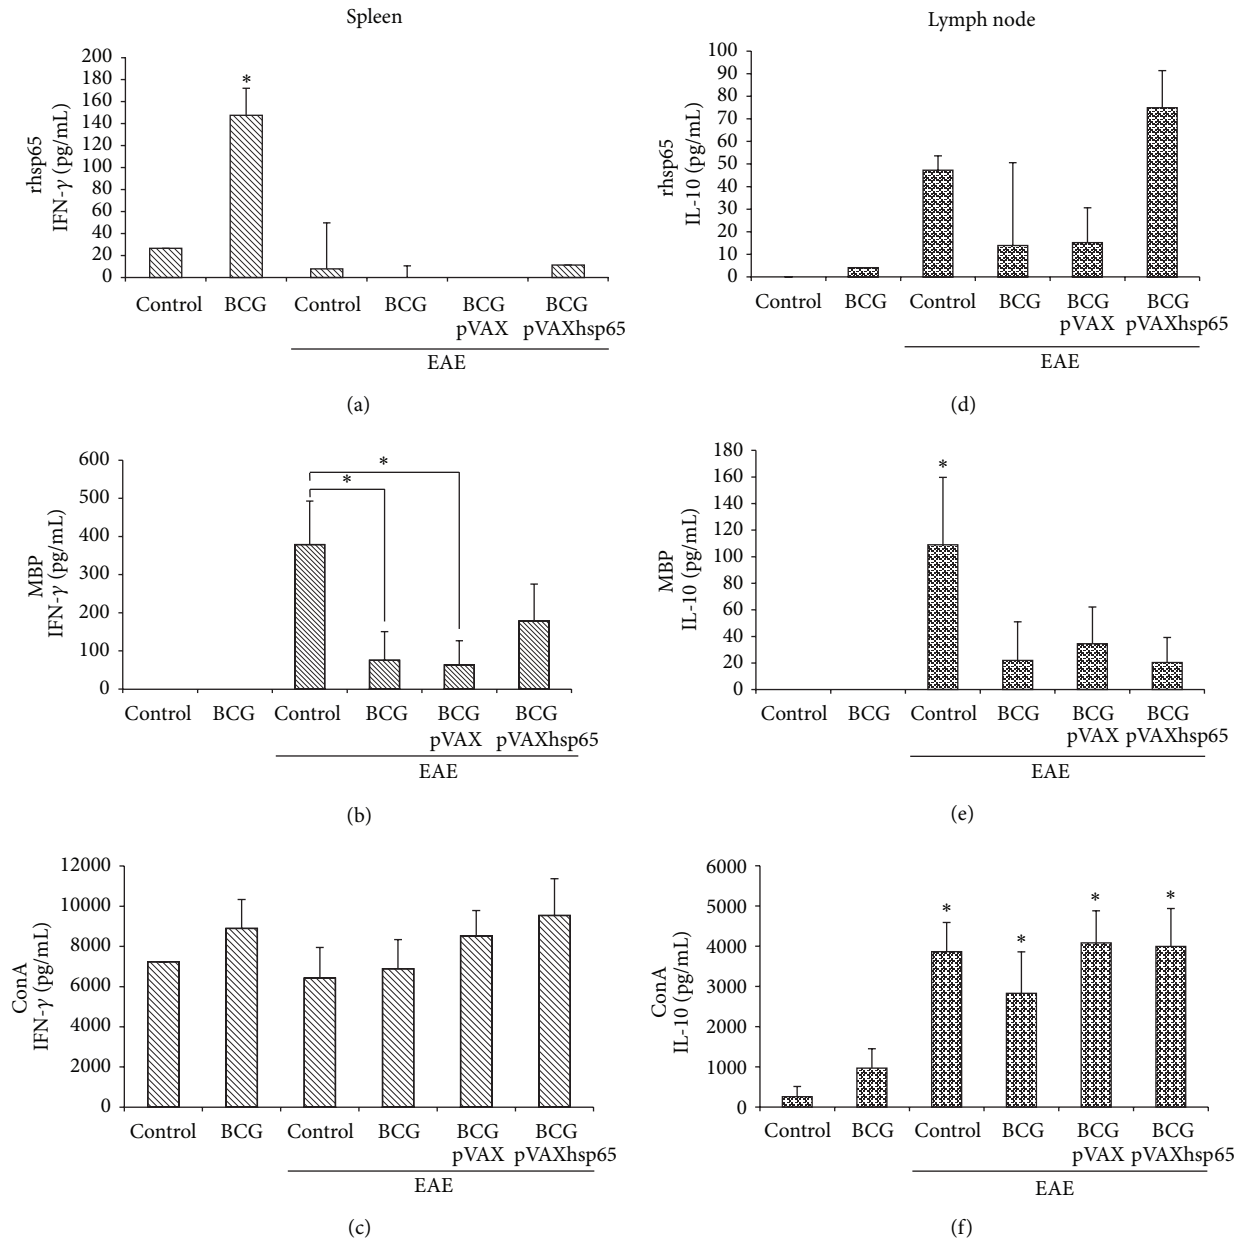 Spleen
rhsp65
IFN-γ (pg/mL)
200
180
160
140
120
100
80
60
40
20
0
*
Control BCG Control BCG BCG BCG
pVAX pVAXhsp65
EAE
(a)
MBP
IFN-γ (pg/mL)
600
500
400
300
200
100
0
*
*
Control BCG Control BCG BCG BCG
pVAX pVAXhsp65
EAE
(b)
ConA
IFN-γ (pg/mL)
12000
10000
8000
6000
4000
2000
0
Control BCG Control BCG BCG BCG
pVAX pVAXhsp65
EAE
(c)
Lymph node
rhsp65
IL-10 (pg/mL)
100
90
80
70
60
50
40
30
20
10
0
Control BCG Control BCG BCG BCG
pVAX pVAXhsp65
EAE
(d)
MBP
IL-10 (pg/mL)
180
160
140
120
100
80
60
40
20
0
*
Control BCG Control BCG BCG BCG
pVAX pVAXhsp65
EAE
(e)
ConA
IL-10 (pg/mL)
6000
5000
4000
3000
2000
1000
0
* * * *
Control BCG Control BCG BCG BCG
pVAX pVAXhsp65
EAE
(f)